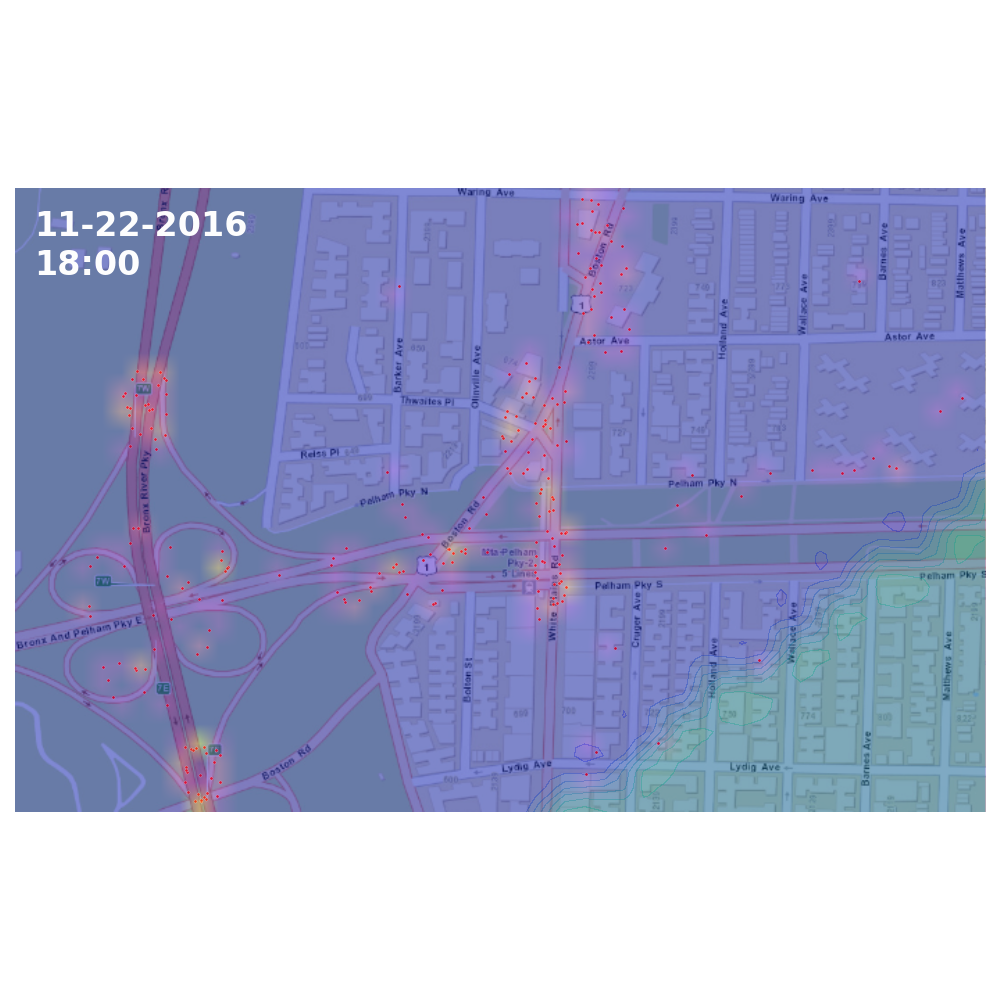 11-22-2016
18:00
Waring Ave
Waring Ave
Boston Rd
Barnes Ave
Matthews Ave
1
Wallace Ave
Holland Ave
Astor Ave
Astor Ave
Barker Ave
Olinville Ave
7W
Thwaites Pl
Reiss Pl
Pelham Pky N
Pelham Pky N
Bronx River Pky
Boston Rd
1
Mta-Pelham
Pky-2,
5 Lines
7W
White Plains Rd
Pelham Pky S
Pelham Pky S
Bronx And Pelham Pky E
Cruger Ave
Bolton St
Holland Ave
Wallace Ave
Matthews Ave
7E
724
Boston Rd
Lydig Ave
Lydig Ave
Barnes Ave